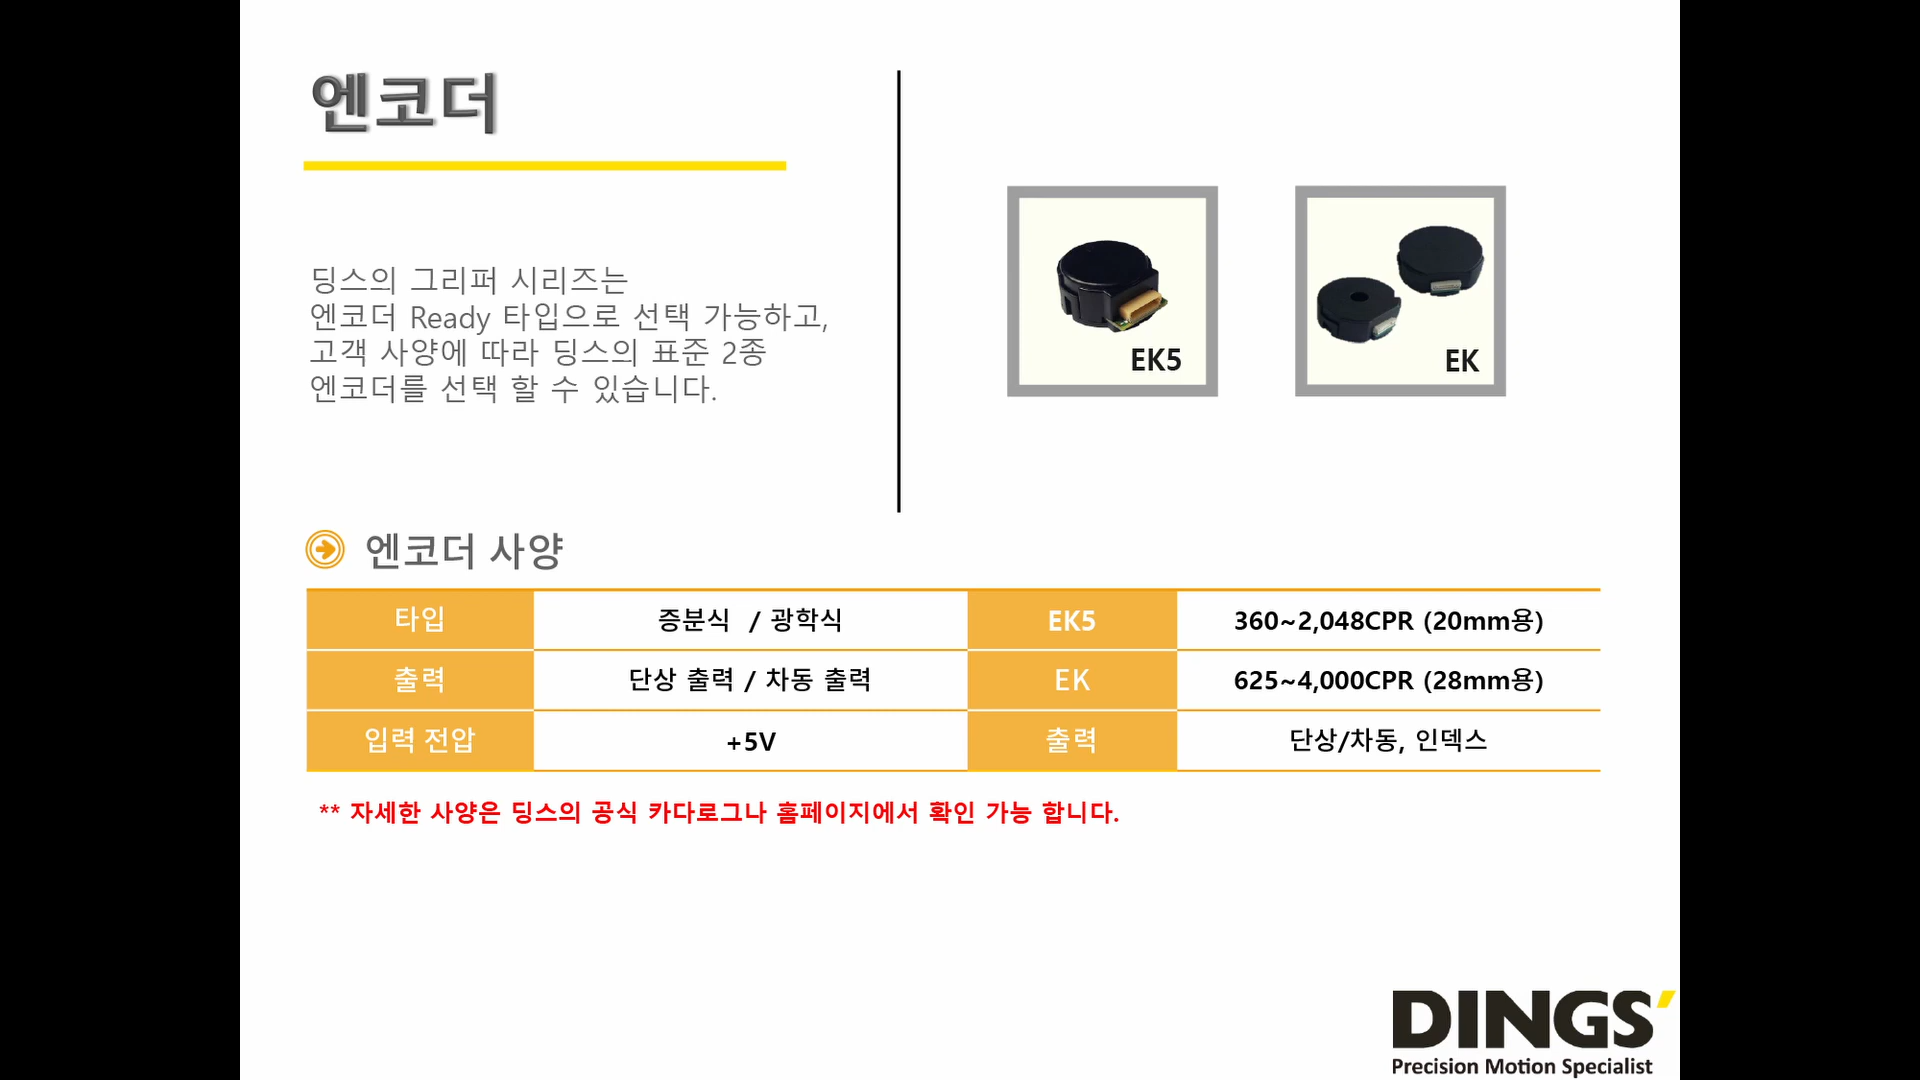 엔코더
딩스의 그리퍼 시리즈는
엔코더 Ready 타입으로 선택 가능하고,
고객 사양에 따라 딩스의 표준 2종
엔코더를 선택 할 수 있습니다.
EK5
EK
엔코더 사양
타입 증분식 / 광학식 EK5 360~2,048CPR (20mm용)
출력 단상 출력 / 차동 출력 EK 625~4,000CPR (28mm용)
입력 전압 +5V 출력 단상/차동, 인덱스
** 자세한 사양은 딩스의 공식 카다로그나 홈페이지에서 확인 가능 합니다.
DINGS'
Precision Motion Specialist